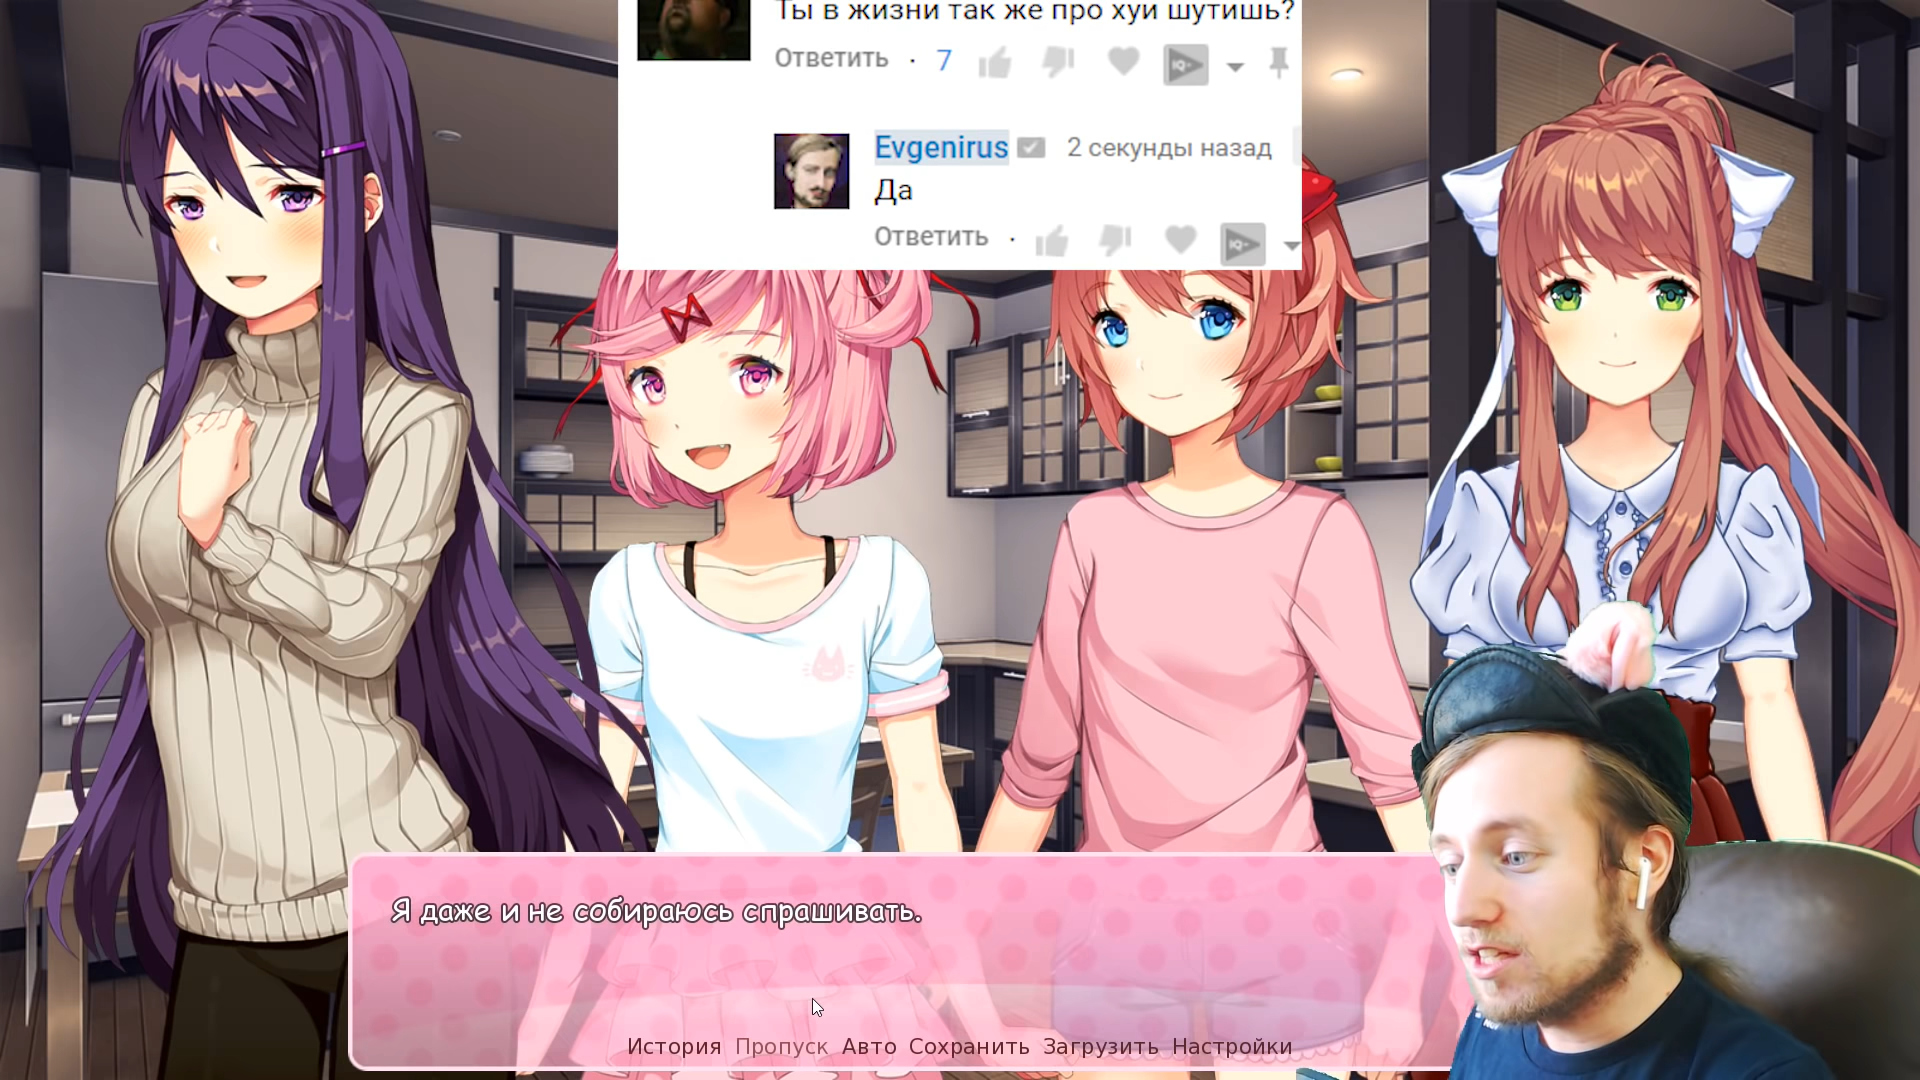 Ты в жизни так же про хуи шутишь?
Ответить · 7
Evgenirus 2 секунды назад
Да
Ответить ·
Я даже и не собираюсь спрашивать.
История Пропуск Авто Сохранить Загрузить Настройки